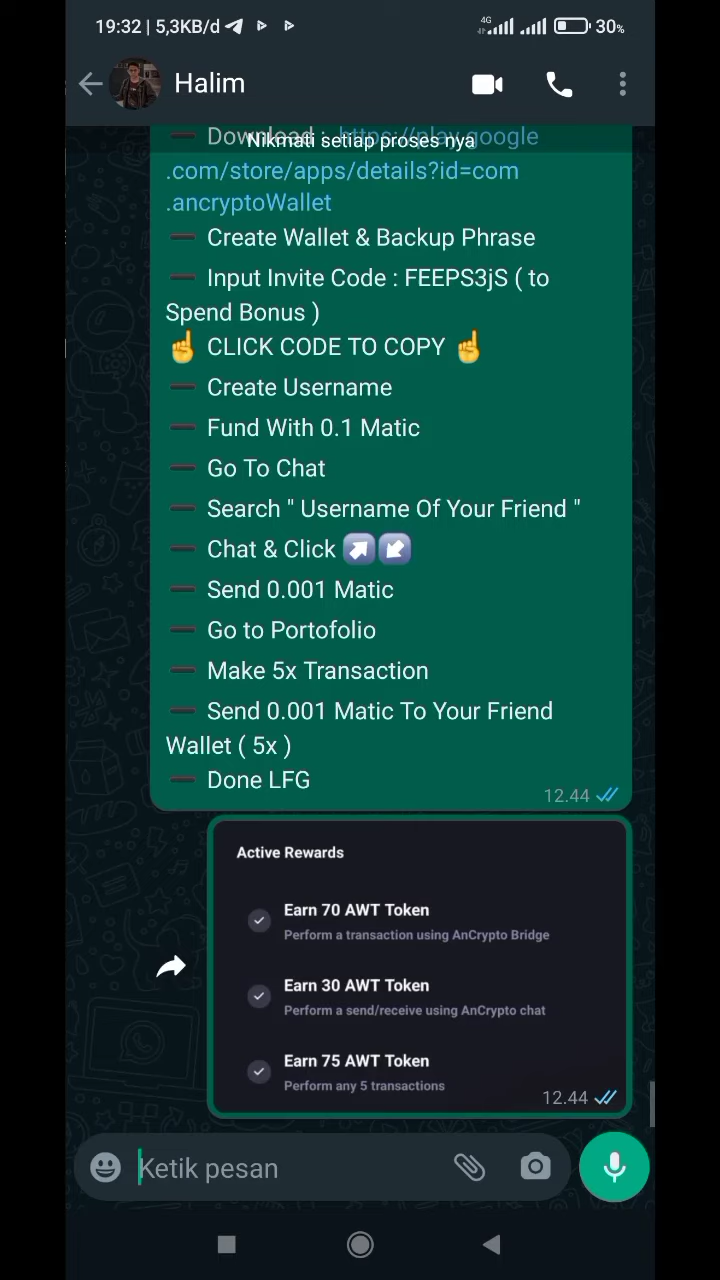 19:32 | 5,3KB/d
4G
30%
Halim
Download : https://play.google
Nikmati setiap proses nya
.com/store/apps/details?id=com
.ancryptoWallet
➖ Create Wallet & Backup Phrase
➖ Input Invite Code : FEEPS3jS ( to
Spend Bonus )
☝️ CLICK CODE TO COPY ☝️
➖ Create Username
➖ Fund With 0.1 Matic
➖ Go To Chat
➖ Search " Username Of Your Friend "
➖ Chat & Click ↗️↙️
➖ Send 0.001 Matic
➖ Go to Portofolio
➖ Make 5x Transaction
➖ Send 0.001 Matic To Your Friend
Wallet ( 5x )
➖ Done LFG
12.44
Active Rewards
Earn 70 AWT Token
Perform a transaction using AnCrypto Bridge
Earn 30 AWT Token
Perform a send/receive using AnCrypto chat
Earn 75 AWT Token
Perform any 5 transactions
12.44
Ketik pesan